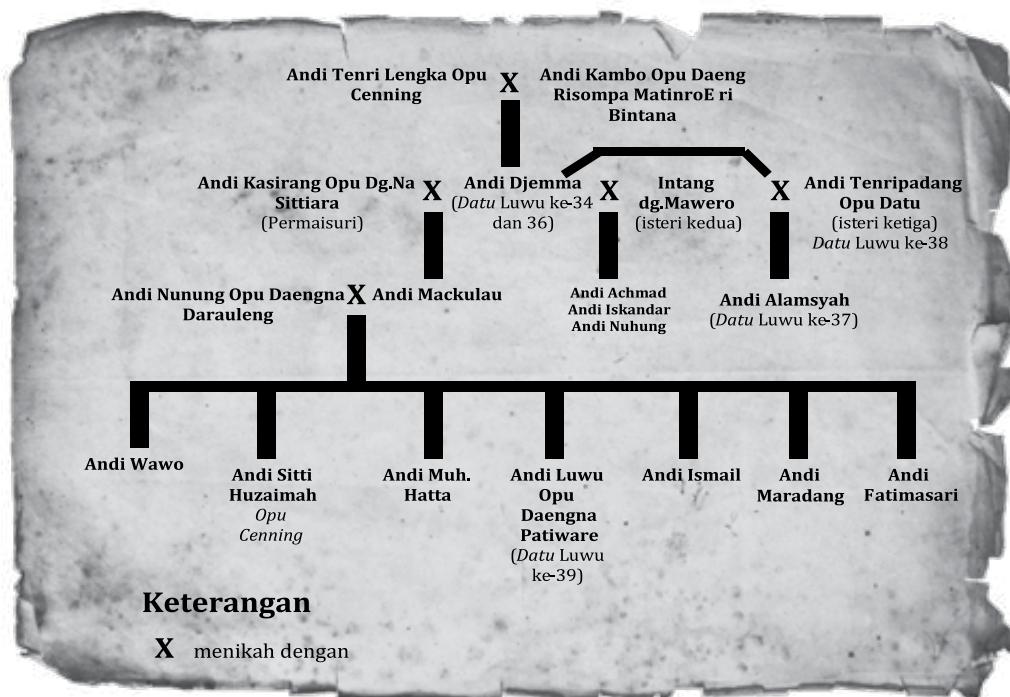 Andi Tenri Lengka Opu
Cenning
X
Andi Kambo Opu Daeng
Risompa MatinroE ri
Bintana
Andi Kasirang Opu Dg.Na
Sittiara
(Permaisuri)
X
Andi Djemma
(Datu Luwu ke-34
dan 36)
X
Intang
dg.Mawero
(isteri kedua)
X
Andi Tenripadang
Opu Datu
(isteri ketiga)
Datu Luwu ke-38
Andi Nunung Opu Daengna
Darauleng
X
Andi Mackulau
Andi Achmad
Andi Iskandar
Andi Nuhung
Andi Alamsyah
(Datu Luwu ke-37)
Andi Wawo
Andi Sitti
Huzaimah
Opu
Cenning
Andi Muh.
Hatta
Andi Luwu
Opu
Daengna
Patiware
(Datu Luwu
ke-39)
Andi Ismail
Andi
Maradang
Andi
Fatimasari
Keterangan
X menikah dengan